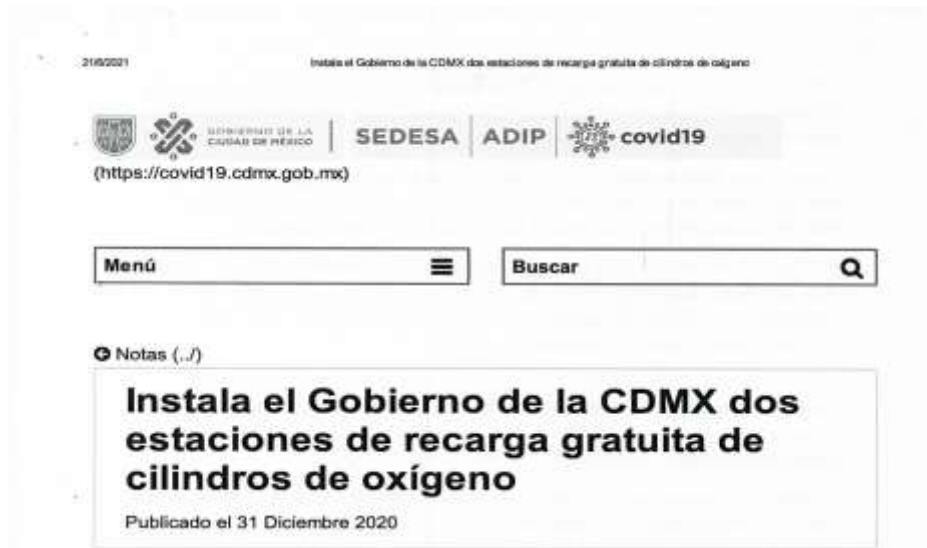 21/6/2021 Instala el Gobierno de la CDMX dos estaciones de recarga gratuita de cilindros de oxígeno
GOBIERNO DE LA
CIUDAD DE MÉXICO
SEDESA ADIP covid19
(https://covid19.cdmx.gob.mx)
Menú Buscar
Notas (../)
Instala el Gobierno de la CDMX dos
estaciones de recarga gratuita de
cilindros de oxígeno
Publicado el 31 Diciembre 2020